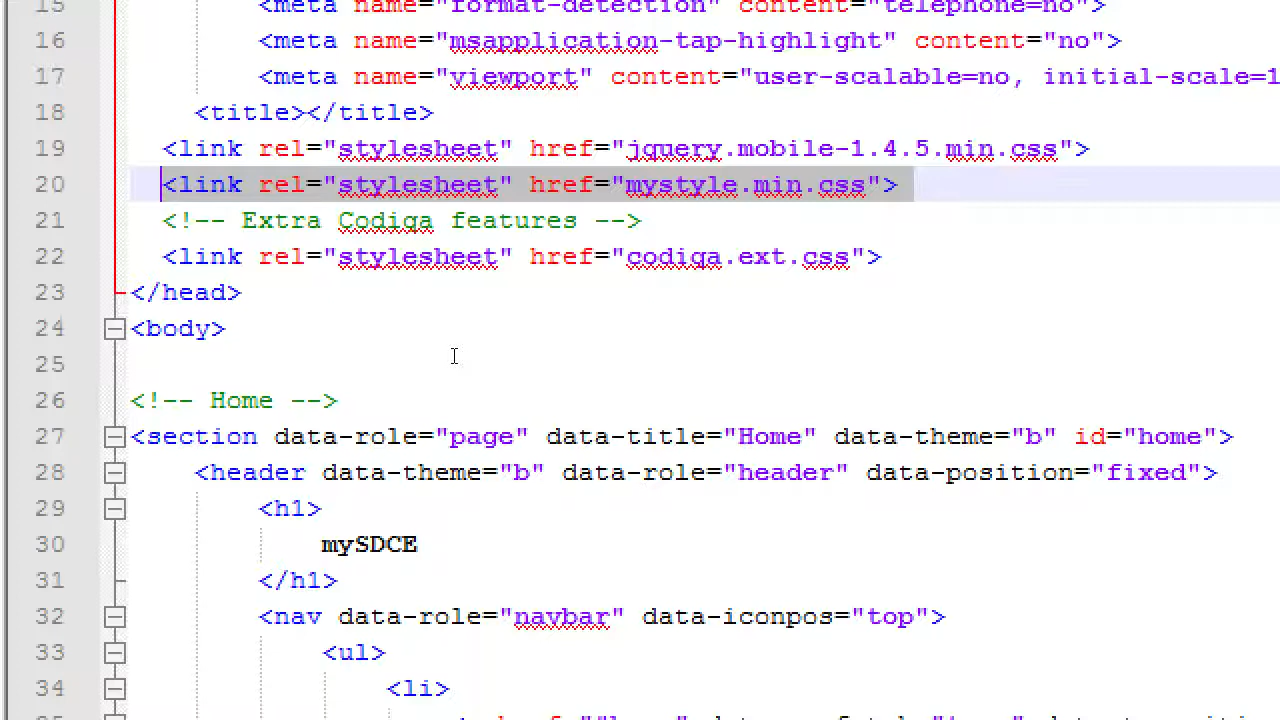 15 <meta name="format-detection" content="telephone=no">
16 <meta name="msapplication-tap-highlight" content="no">
17 <meta name="viewport" content="user-scalable=no, initial-scale=1
18 <title></title>
19 <link rel="stylesheet" href="jquery.mobile-1.4.5.min.css">
20 <link rel="stylesheet" href="mystyle.min.css">
21 <!-- Extra Codiqa features -->
22 <link rel="stylesheet" href="codiqa.ext.css">
23 </head>
24 <body>
25
26 <!-- Home -->
27 <section data-role="page" data-title="Home" data-theme="b" id="home">
28 <header data-theme="b" data-role="header" data-position="fixed">
29 <h1>
30 mySDCE
31 </h1>
32 <nav data-role="navbar" data-iconpos="top">
33 <ul>
34 <li>